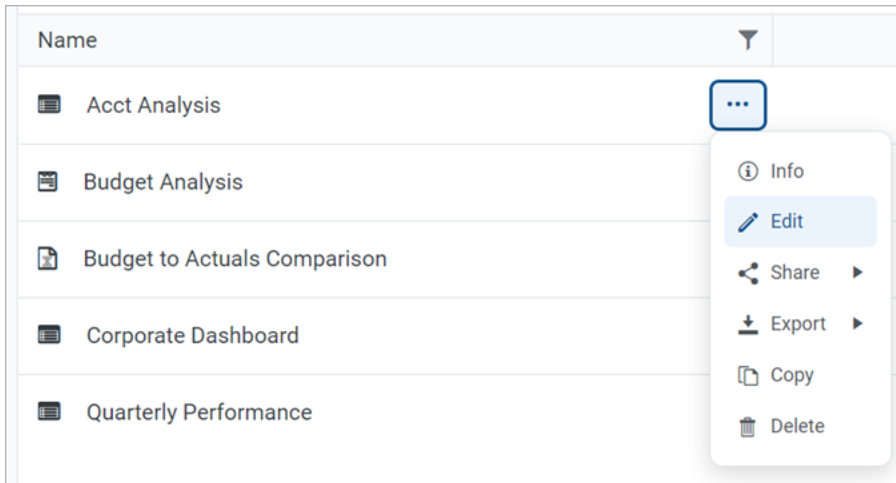 Name
Acct Analysis
Info
Budget Analysis
Edit
Budget to Actuals Comparison
Share
Export
Corporate Dashboard
Copy
Quarterly Performance
Delete